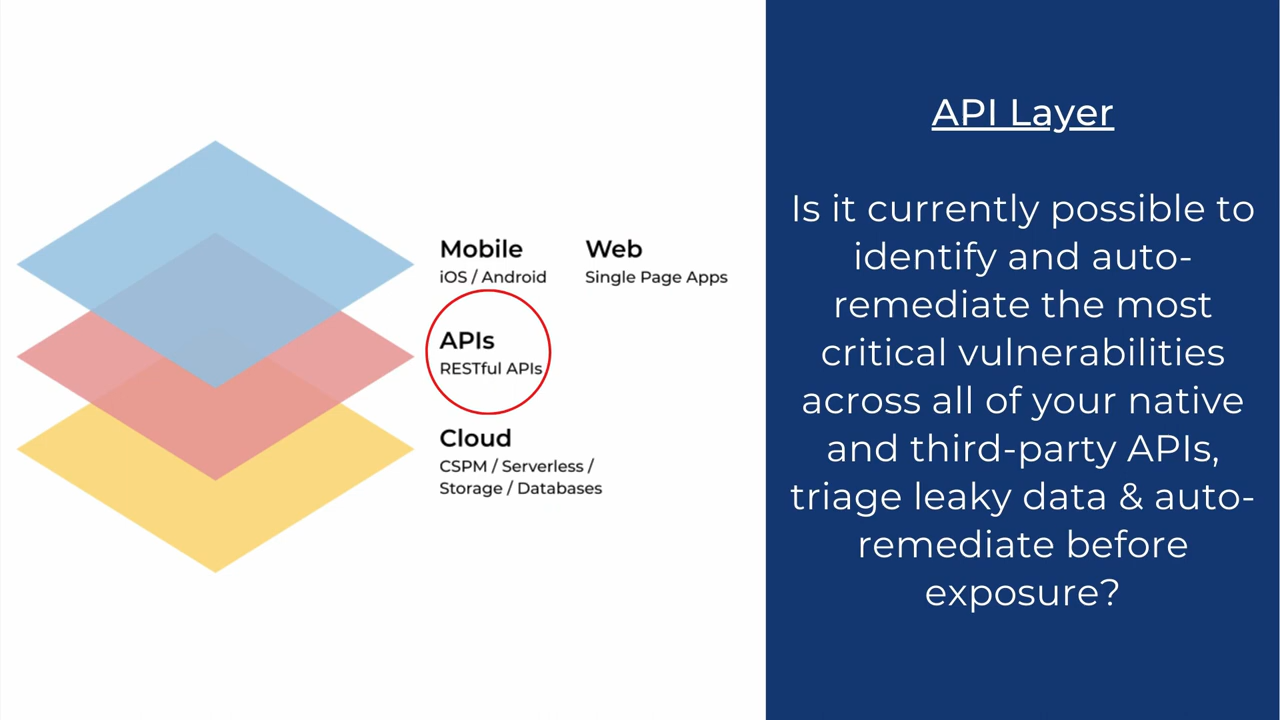 Mobile
iOS / Android
Web
Single Page Apps
APIs
RESTful APIs
Cloud
CSPM / Serverless /
Storage / Databases
API Layer
Is it currently possible to
identify and auto-
remediate the most
critical vulnerabilities
across all of your native
and third-party APIs,
triage leaky data & auto-
remediate before
exposure?